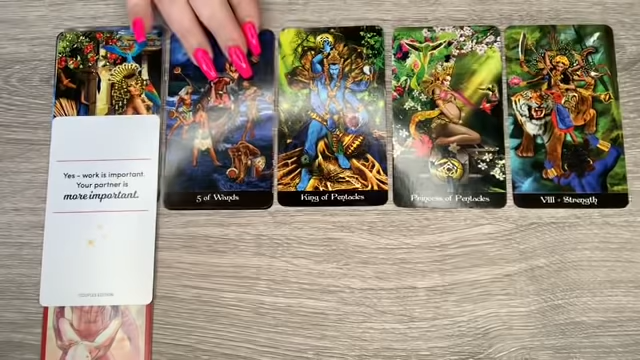 Yes - work is important.
Your partner is
more important.
5 of Wands
King of Pentacles
Princess of Pentacles
VIII - Strength